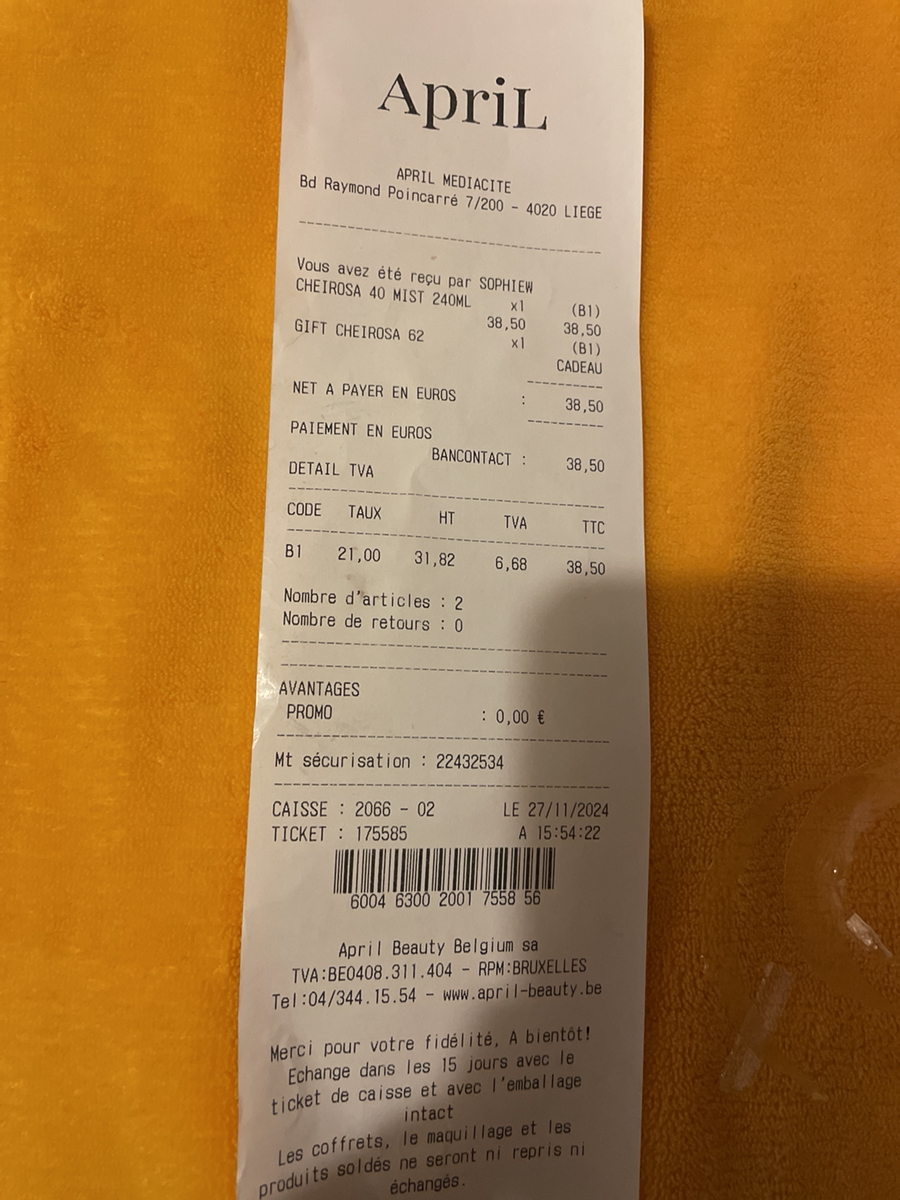 ApriL
APRIL MEDIACITE
Bd Raymond Poincarré 7/200 - 4020 LIEGE
Vous avez été reçu par SOPHIEW
CHEIROSA 40 MIST 240ML x1 (B1)
38,50 38,50
GIFT CHEIROSA 62 x1 (B1)
CADEAU
NET A PAYER EN EUROS : 38,50
PAIEMENT EN EUROS
BANCONTACT : 38,50
DETAIL TVA
CODE TAUX HT TVA TTC
B1 21,00 31,82 6,68 38,50
Nombre d'articles : 2
Nombre de retours : 0
AVANTAGES
PROMO : 0,00 €
Mt sécurisation : 22432534
CAISSE : 2066 - 02 LE 27/11/2024
TICKET : 175585 A 15:54:22
6004 6300 2001 7558 56
April Beauty Belgium sa
TVA:BE0408.311.404 - RPM:BRUXELLES
Tel:04/344.15.54 - www.april-beauty.be
Merci pour votre fidélité, A bientôt!
Echange dans les 15 jours avec le
ticket de caisse et avec l'emballage
intact
Les coffrets, le maquillage et les
produits soldés ne seront ni repris ni
échangés.